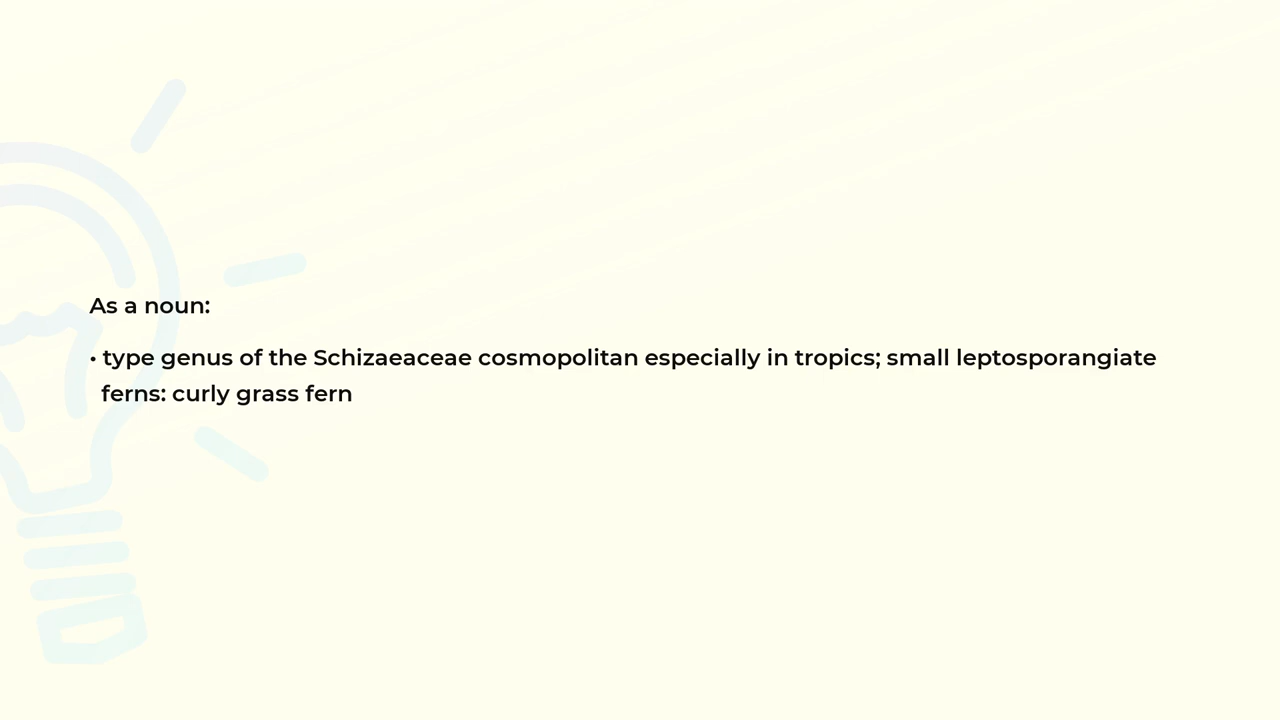 As a noun:
• type genus of the Schizaeaceae cosmopolitan especially in tropics; small leptosporangiate
ferns: curly grass fern